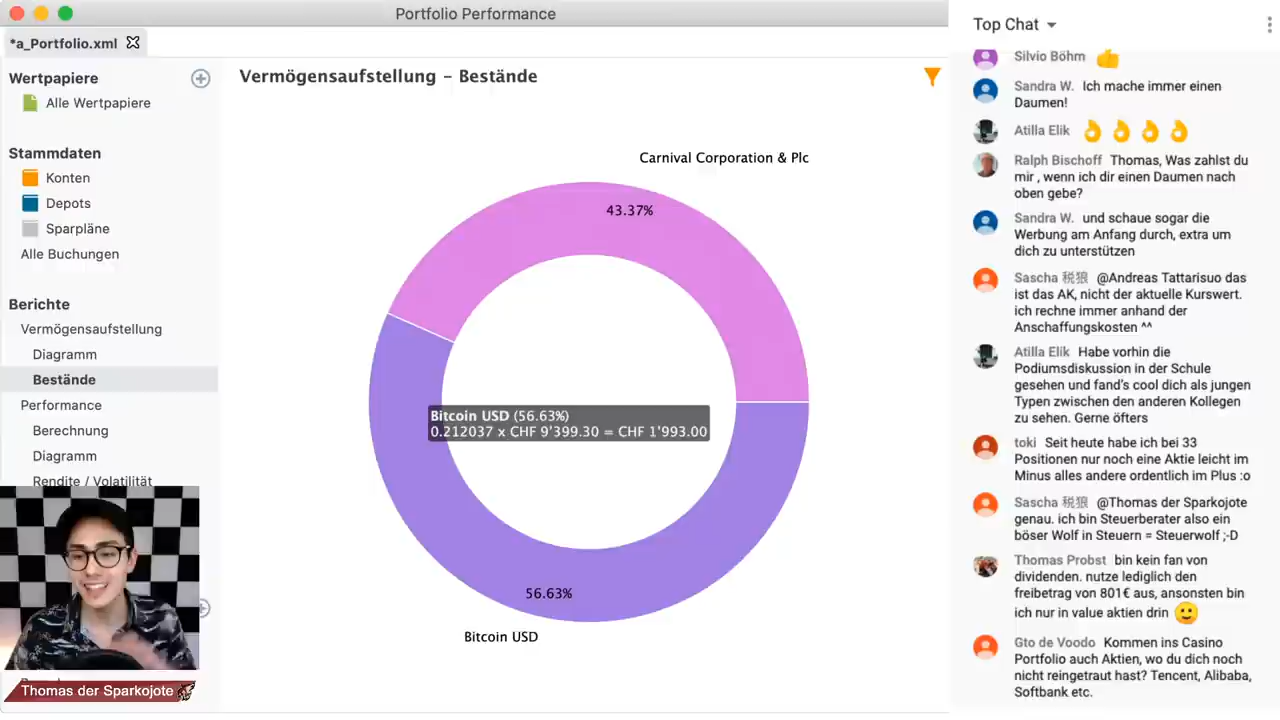 Portfolio Performance
*a_Portfolio.xml
Wertpapiere
Alle Wertpapiere
Stammdaten
Konten
Depots
Sparpläne
Alle Buchungen
Berichte
Vermögensaufstellung
Diagramm
Bestände
Performance
Berechnung
Diagramm
Rendite / Volatilität
Thomas der Sparkojote
Vermögensaufstellung – Bestände
Carnival Corporation & Plc
43.37%
Bitcoin USD (56.63%)
0.212037 x CHF 9'399.30 = CHF 1'993.00
56.63%
Bitcoin USD
Top Chat
Silvio Böhm 👍
Sandra W. Ich mache immer einen
Daumen!
Atilla Elik 👌 👌 👌 👌
Ralph Bischoff Thomas, Was zahlst du
mir , wenn ich dir einen Daumen nach
oben gebe?
Sandra W. und schaue sogar die
Werbung am Anfang durch, extra um
dich zu unterstützen
Sascha 税狼 @Andreas Tattarisuo das
ist das AK, nicht der aktuelle Kurswert.
ich rechne immer anhand der
Anschaffungskosten ^^
Atilla Elik Habe vorhin die
Podiumsdiskussion in der Schule
gesehen und fand's cool dich als jungen
Typen zwischen den anderen Kollegen
zu sehen. Gerne öfters
toki Seit heute habe ich bei 33
Positionen nur noch eine Aktie leicht im
Minus alles andere ordentlich im Plus :o
Sascha 税狼 @Thomas der Sparkojote
genau. ich bin Steuerberater also ein
böser Wolf in Steuern = Steuerwolf ;-D
Thomas Probst bin kein fan von
dividenden. nutze lediglich den
freibetrag von 801€ aus, ansonsten bin
ich nur in value aktien drin 🙂
Gto de Voodo Kommen ins Casino
Portfolio auch Aktien, wo du dich noch
nicht reingetraut hast? Tencent, Alibaba,
Softbank etc.